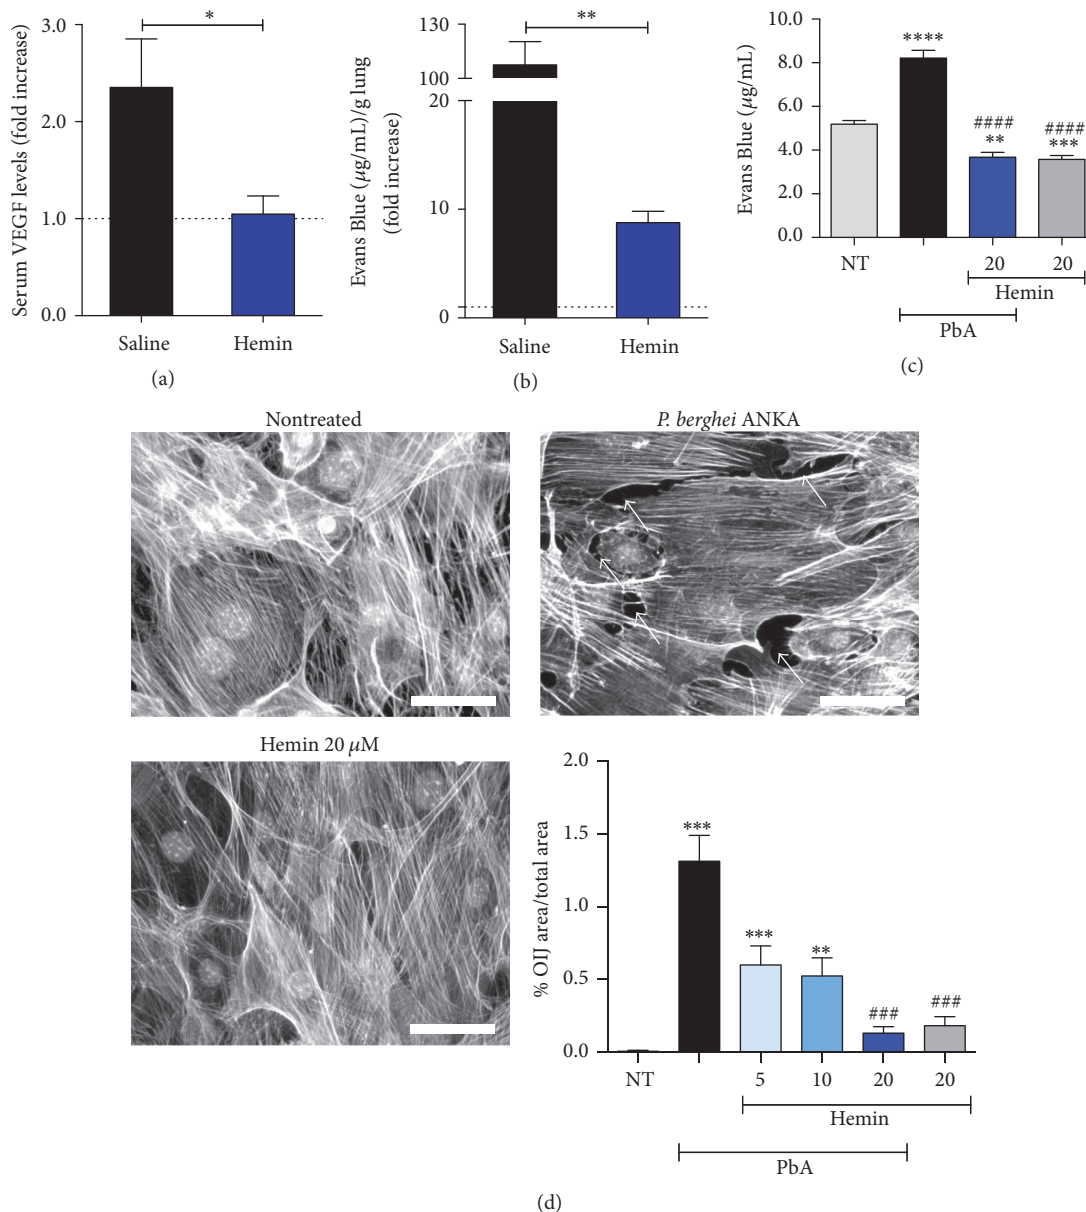 Serum VEGF levels (fold increase)
3.0
2.0
1.0
0.0
*
Saline
Hemin
(a)
Evans Blue (μg/mL)/g lung
(fold increase)
130
100
20
10
0
**
Saline
Hemin
(b)
Evans Blue (μg/mL)
10.0
8.0
6.0
4.0
2.0
0.0
****
####
**
####
***
NT
20
20
Hemin
PbA
(c)
Nontreated
P. berghei ANKA
Hemin 20 μM
% OIJ area/total area
2.0
1.5
1.0
0.5
0.0
***
***
**
###
###
NT
5
10
20
20
Hemin
PbA
(d)